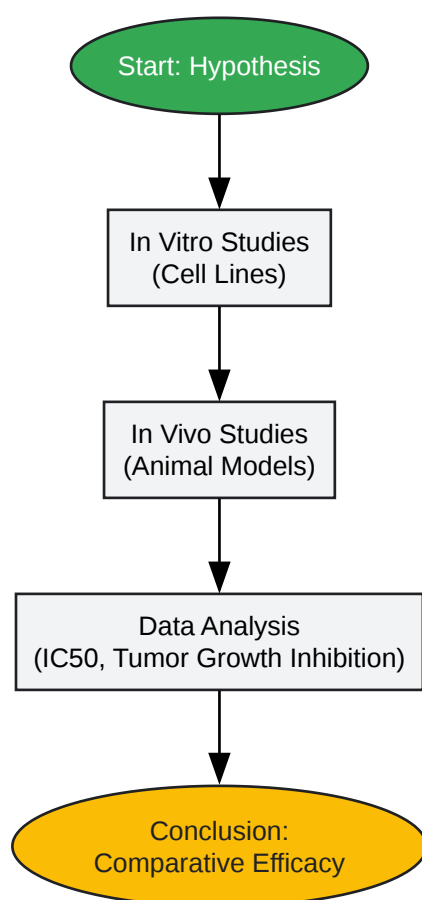 Start: Hypothesis
In Vitro Studies
(Cell Lines)
In Vivo Studies
(Animal Models)
Data Analysis
(IC50, Tumor Growth Inhibition)
Conclusion:
Comparative Efficacy